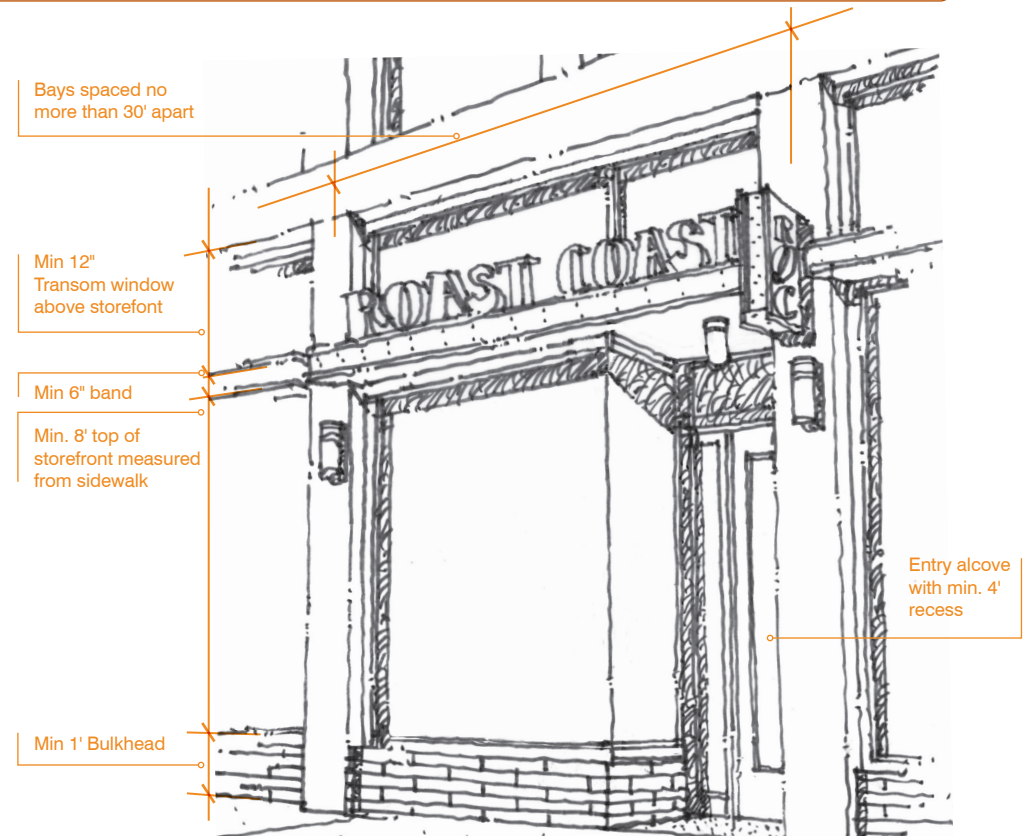 Bays spaced no
more than 30' apart
Min 12"
Transom window
above storefont
Min 6" band
Min. 8' top of
storefront measured
from sidewalk
Min 1' Bulkhead
ROAST COAST
ROC
Entry alcove
with min. 4'
recess